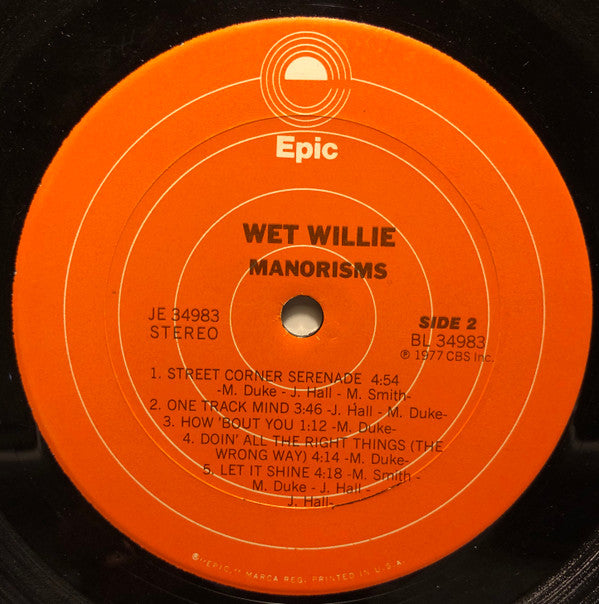 Epic
WET WILLIE
MANORISMS
JE 34983
STEREO
SIDE 2
BL 34983
℗ 1977 CBS Inc.
1. STREET CORNER SERENADE 4:54
-M. Duke - J. Hall - M. Smith-
2. ONE TRACK MIND 3:46 -J. Hall - M. Duke-
3. HOW 'BOUT YOU 1:12 -M. Duke-
4. DOIN' ALL THE RIGHT THINGS (THE
WRONG WAY) 4:14 -M. Duke-
5. LET IT SHINE 4:18 -M. Smith -
M. Duke - J. Hall -
J. Hall-
"EPIC," MARCA REG. PRINTED IN U.S.A.